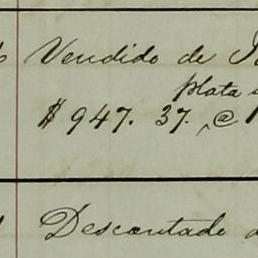 Vendido de
plata
$ 947. 37. @
Descontado